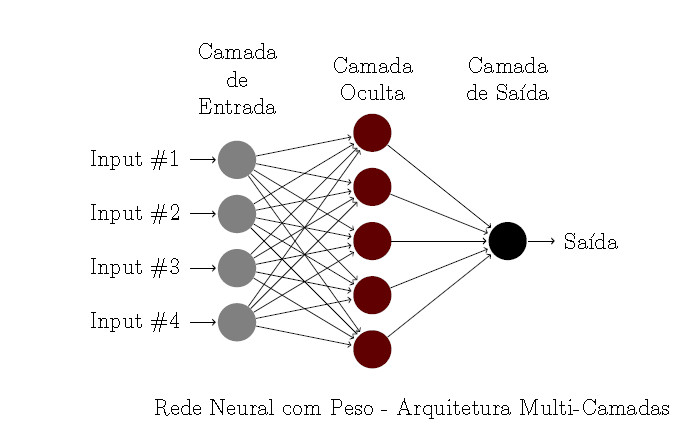 Camada
de
Entrada
Camada
Oculta
Camada
de Saída
Input #1
Input #2
Input #3
Input #4
Saída
Rede Neural com Peso - Arquitetura Multi-Camadas